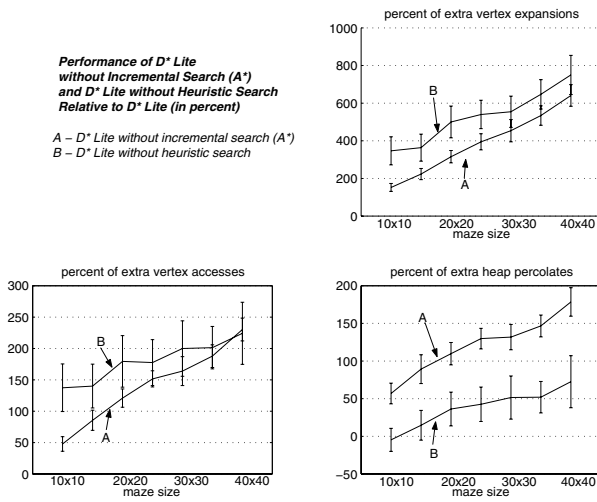 percent of extra vertex expansions
Performance of D* Lite
without Incremental Search (A*)
and D* Lite without Heuristic Search
Relative to D* Lite (in percent)
A – D* Lite without incremental search (A*)
B – D* Lite without heuristic search
1000
800
600
400
200
0
B
A
10x10 20x20 30x30 40x40
maze size
percent of extra vertex accesses
300
250
200
150
100
50
0
B
A
10x10 20x20 30x30 40x40
maze size
percent of extra heap percolates
200
150
100
50
0
−50
A
B
10x10 20x20 30x30 40x40
maze size